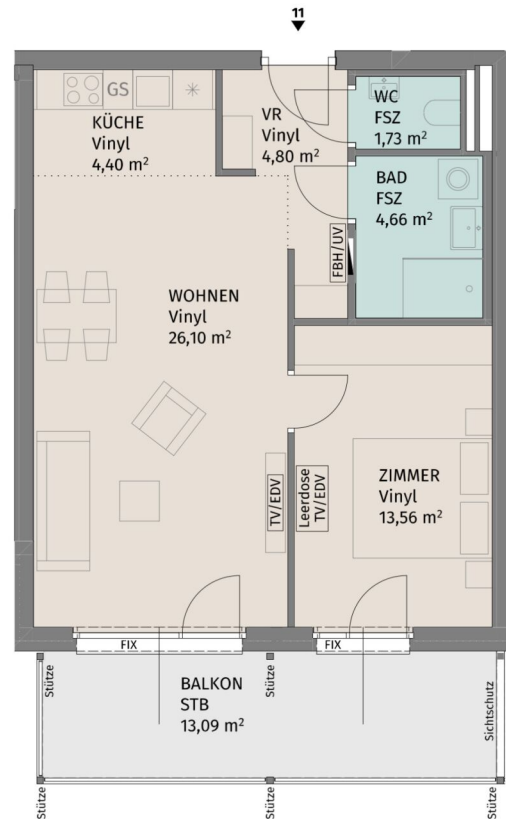 11
GS
KÜCHE
Vinyl
4,40 m²
VR
Vinyl
4,80 m²
WC
FSZ
1,73 m²
BAD
FSZ
4,66 m²
FBH/UV
WOHNEN
Vinyl
26,10 m²
TV/EDV
Leerdose
TV/EDV
ZIMMER
Vinyl
13,56 m²
FIX
FIX
BALKON
STB
13,09 m²
Stütze
Stütze
Sichtschutz
Stütze
Stütze
Stütze